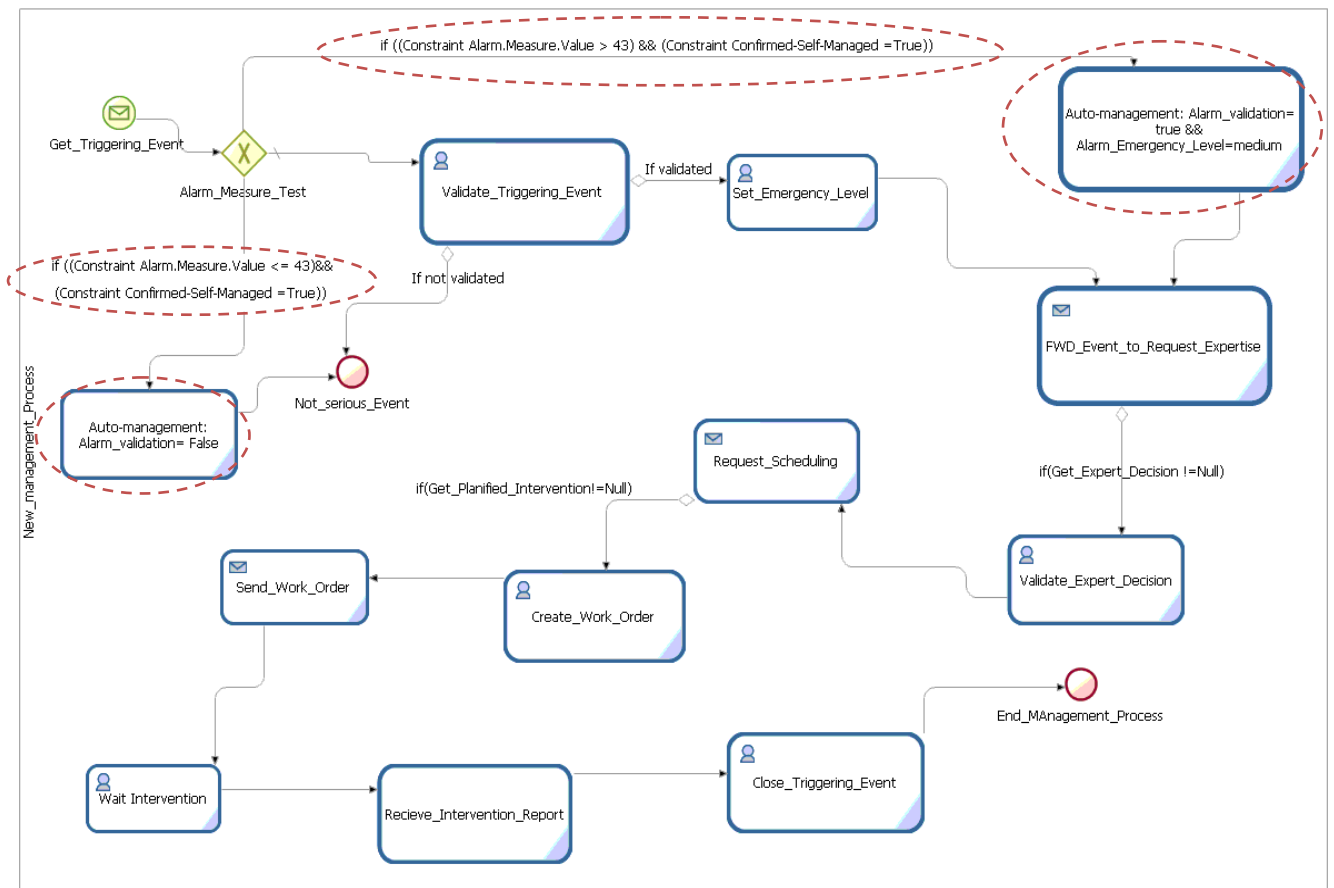 if ((Constraint Alarm.Measure.Value > 43) && (Constraint Confirmed-Self-Managed =True))
Get_Triggering_Event
X
Alarm_Measure_Test
Validate_Triggering_Event
If validated
Set_Emergency_Level
Auto-management: Alarm_validation=
true &&
Alarm_Emergency_Level=medium
if ((Constraint Alarm.Measure.Value <= 43)&&
(Constraint Confirmed-Self-Managed =True))
If not validated
FWD_Event_to_Request_Expertise
Not_serious_Event
New_management_Process
Auto-management:
Alarm_validation= False
Request_Scheduling
if(Get_Expert_Decision !=Null)
if(Get_Planified_Intervention!=Null)
Validate_Expert_Decision
Send_Work_Order
Create_Work_Order
End_MAnagement_Process
Wait Intervention
Recieve_Intervention_Report
Close_Triggering_Event